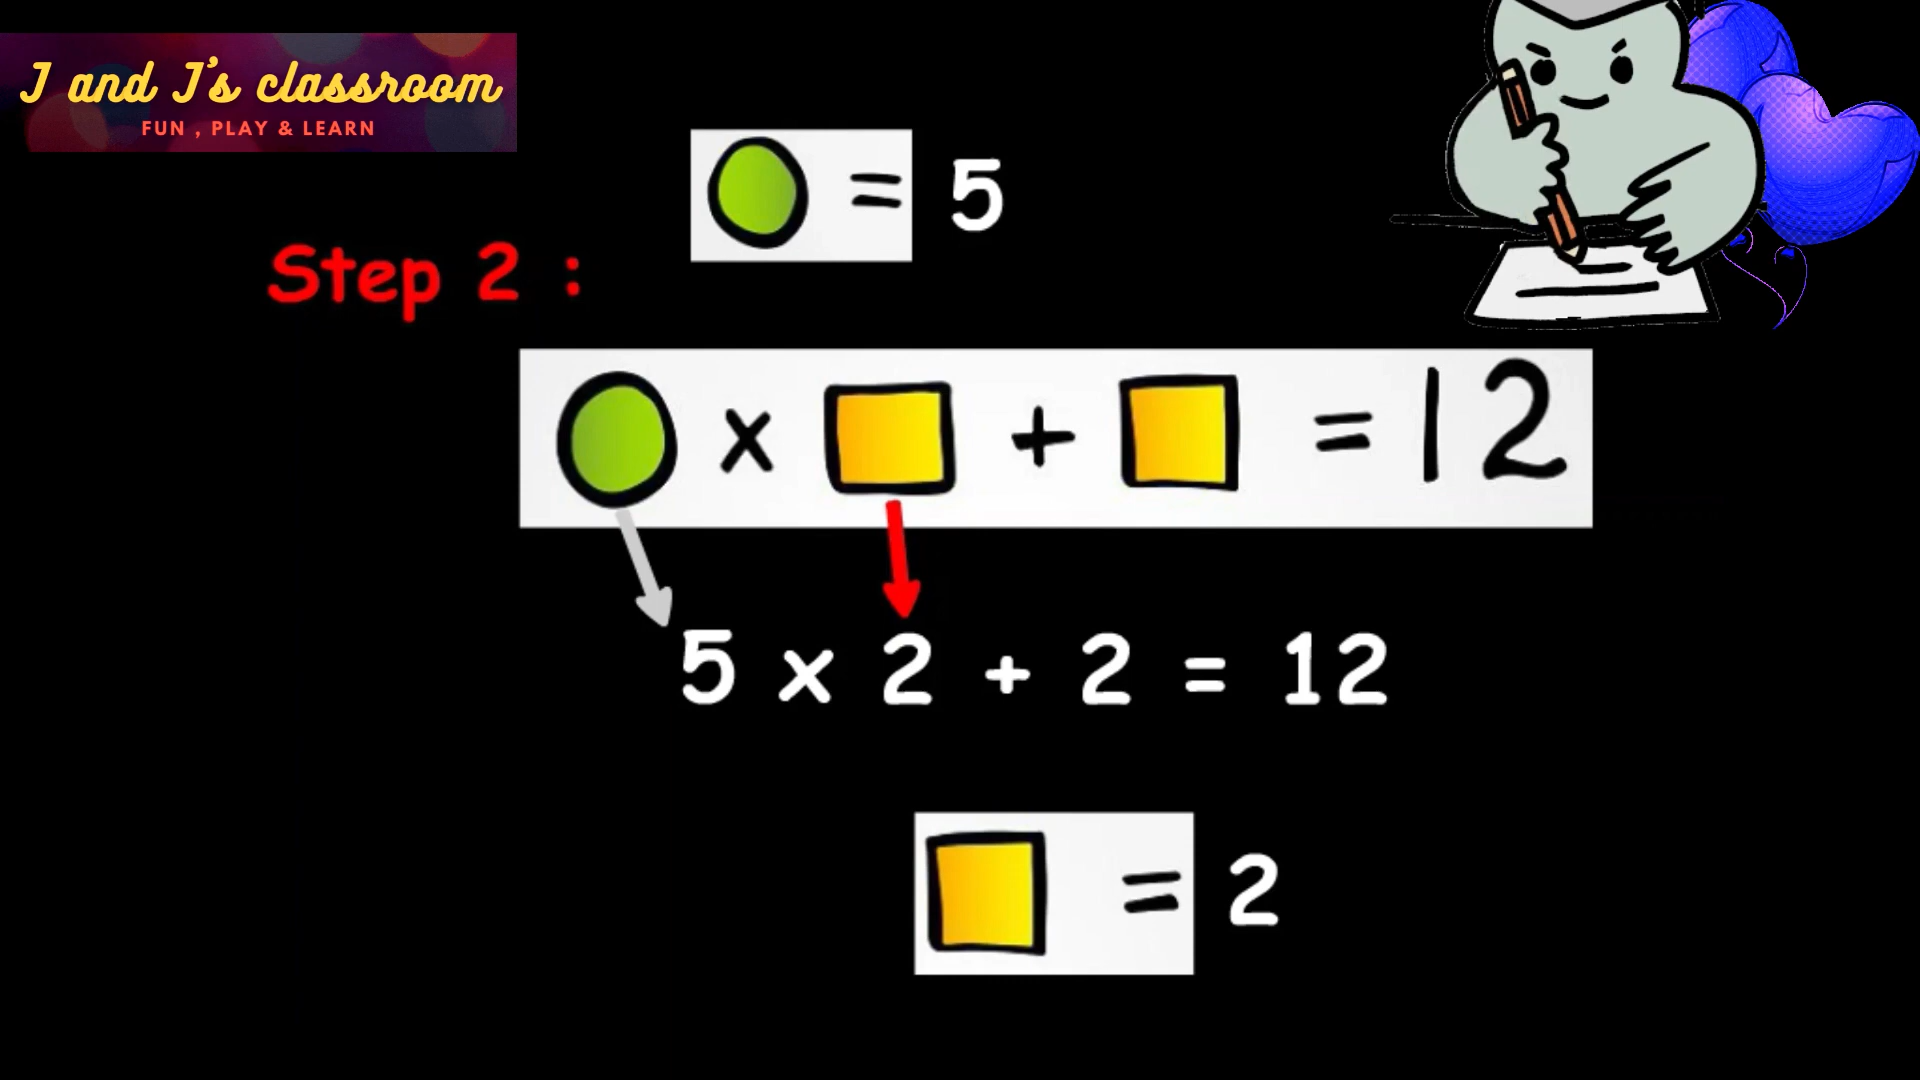 J and J's classroom
FUN , PLAY & LEARN
= 5
Step 2 :
x + = 12
5 x 2 + 2 = 12
= 2